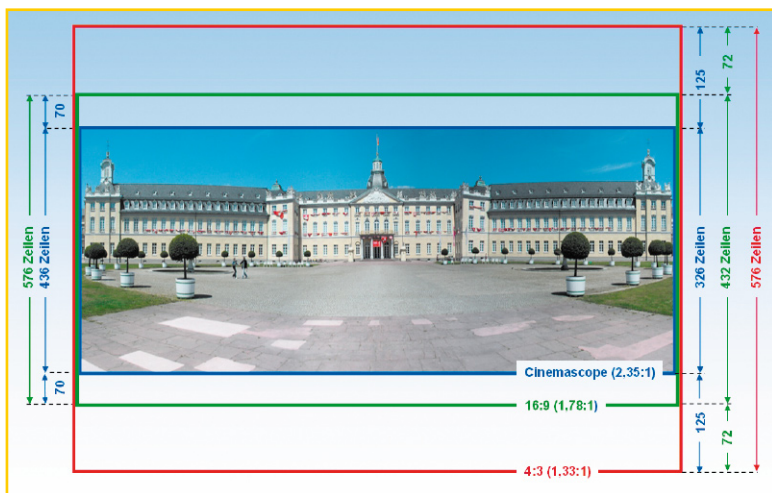 70
576 Zeilen
436 Zeilen
70
125
72
326 Zeilen
432 Zeilen
576 Zeilen
125
72
Cinemascope (2,35:1)
16:9 (1,78:1)
4:3 (1,33:1)